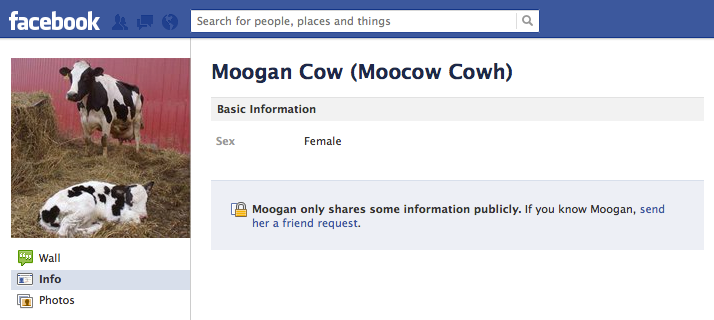 facebook
Search for people, places and things
Moogan Cow (Moocow Cowh)
Basic Information
Sex Female
Moogan only shares some information publicly. If you know Moogan, send
her a friend request.
Wall
Info
Photos